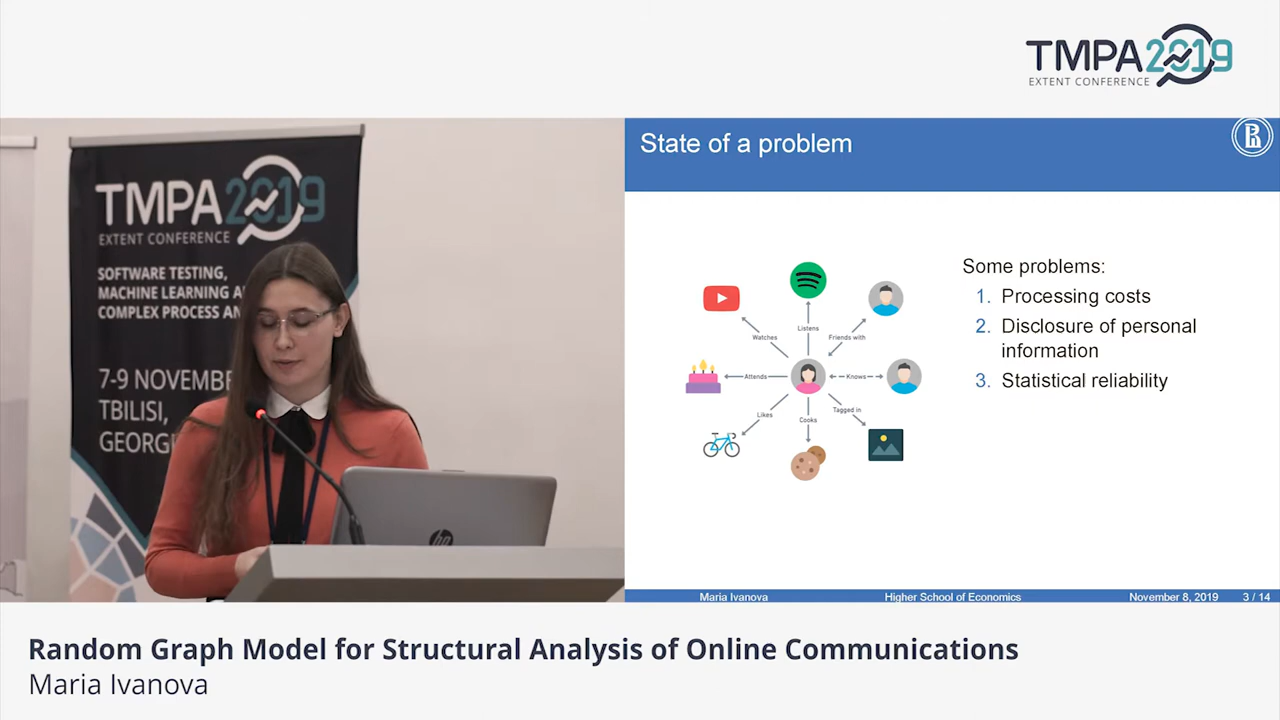 TMPA2019
EXTENT CONFERENCE
TMPA2019
EXTENT CONFERENCE
SOFTWARE TESTING,
MACHINE LEARNING
COMPLEX PROCESS
7-9
TBILISI,
hp
State of a problem
Watches
Listens
Friends with
Attends
Knows
Likes
Cooks
Tagged in
Some problems:
1. Processing costs
2. Disclosure of personal
information
3. Statistical reliability
Maria Ivanova Higher School of Economics November 8, 2019 3 / 14
Random Graph Model for Structural Analysis of Online Communications
Maria Ivanova